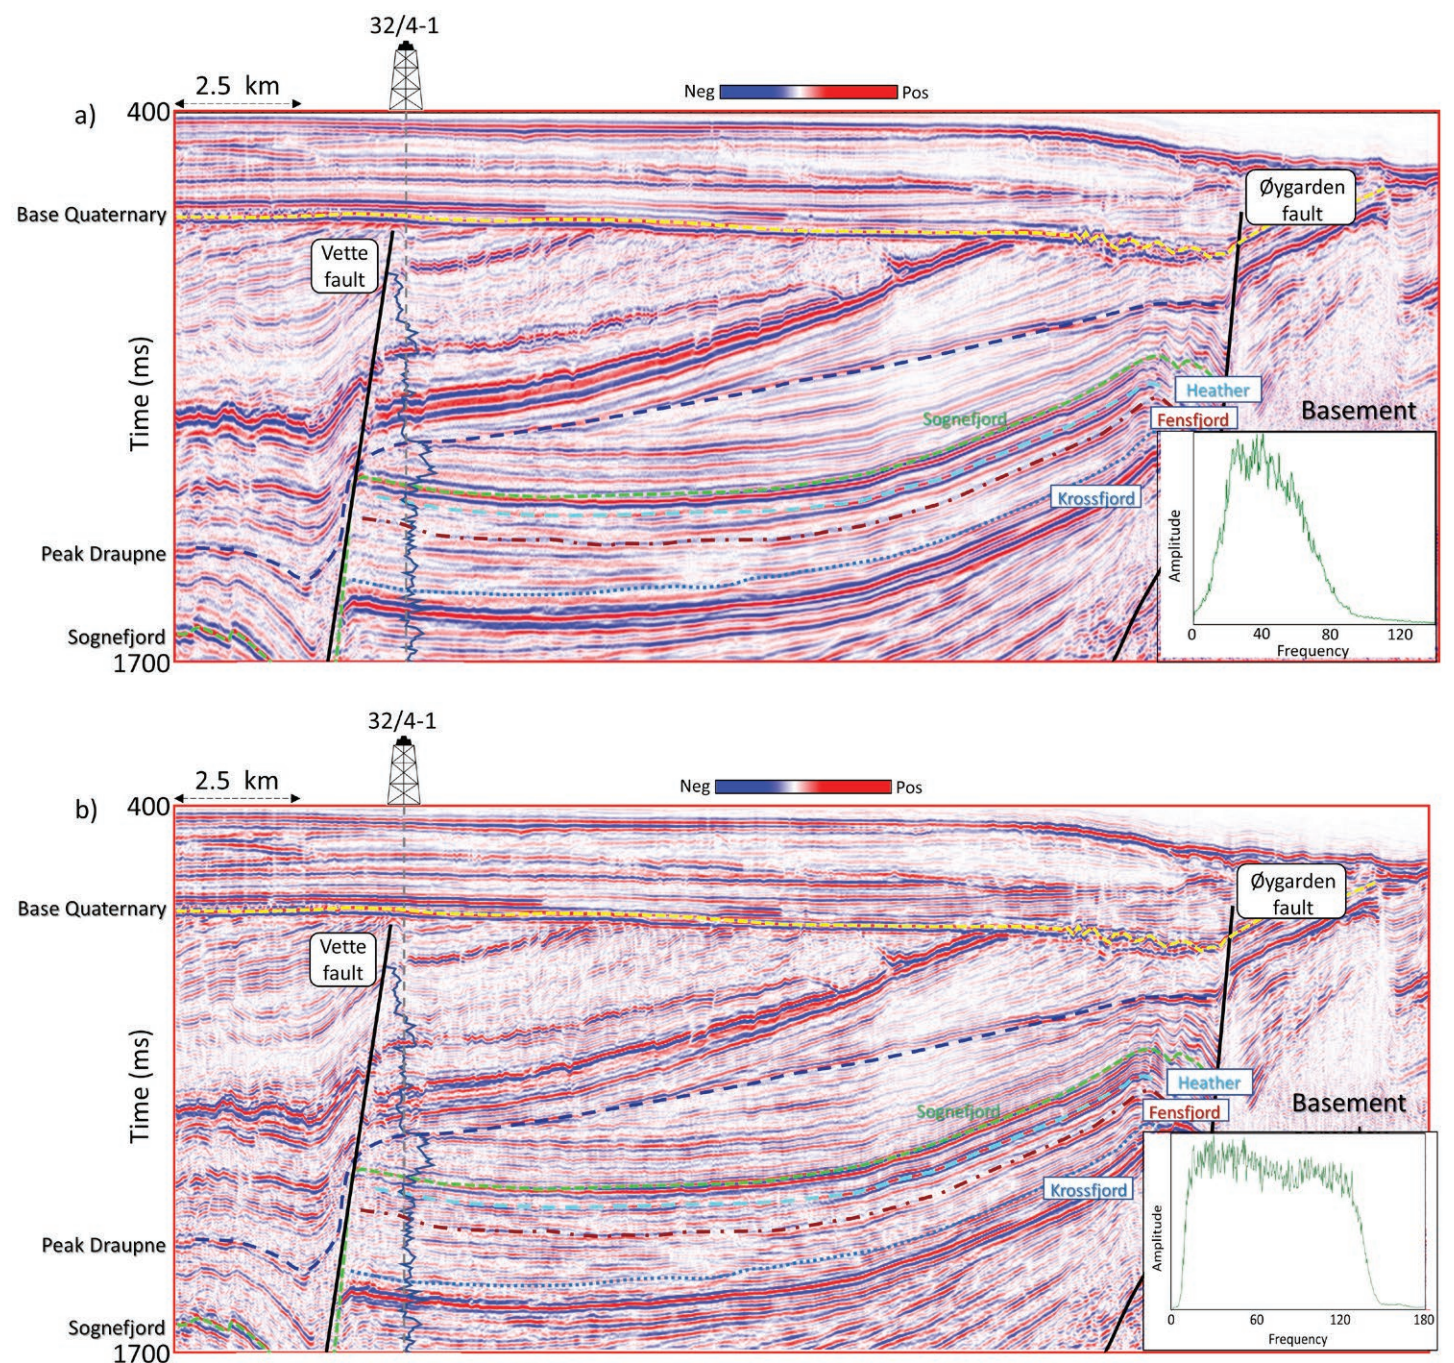 32/4-1
2.5 km
Neg Pos
a)
400
Base Quaternary
Øygarden
fault
Vette
fault
Time (ms)
Heather
Sognefjord
Fensfjord
Basement
Krossfjord
Peak Draupne
Sognefjord
1700
Amplitude
0 40 80 120
Frequency
32/4-1
2.5 km
Neg Pos
b)
400
Base Quaternary
Øygarden
fault
Vette
fault
Time (ms)
Heather
Sognefjord
Fensfjord
Basement
Krossfjord
Peak Draupne
Sognefjord
1700
Amplitude
0 60 120 180
Frequency